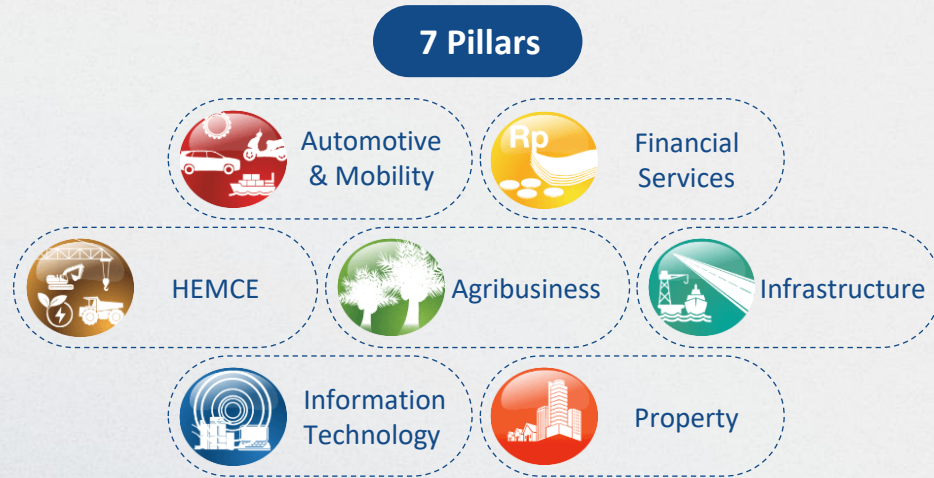 7 Pillars
Automotive
& Mobility
Rp
Financial
Services
HEMCE
Agribusiness
Infrastructure
Information
Technology
Property